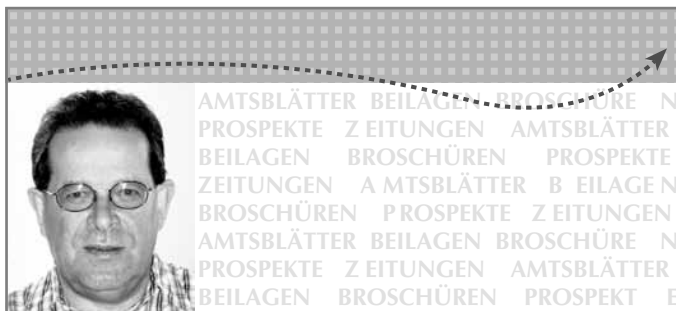 AMTSBLÄTTER BEILAGEN BROSCHÜRE N
PROSPEKTE Z EITUNGEN AMTSBLÄTTER
BEILAGEN BROSCHÜREN PROSPEKTE
ZEITUNGEN A MTSBLÄTTER B EILAGE N
BROSCHÜREN P ROSPEKTE Z EITUNGEN
AMTSBLÄTTER BEILAGEN BROSCHÜRE N
PROSPEKTE Z EITUNGEN AMTSBLÄTTER
BEILAGEN BROSCHÜREN PROSPEKT E